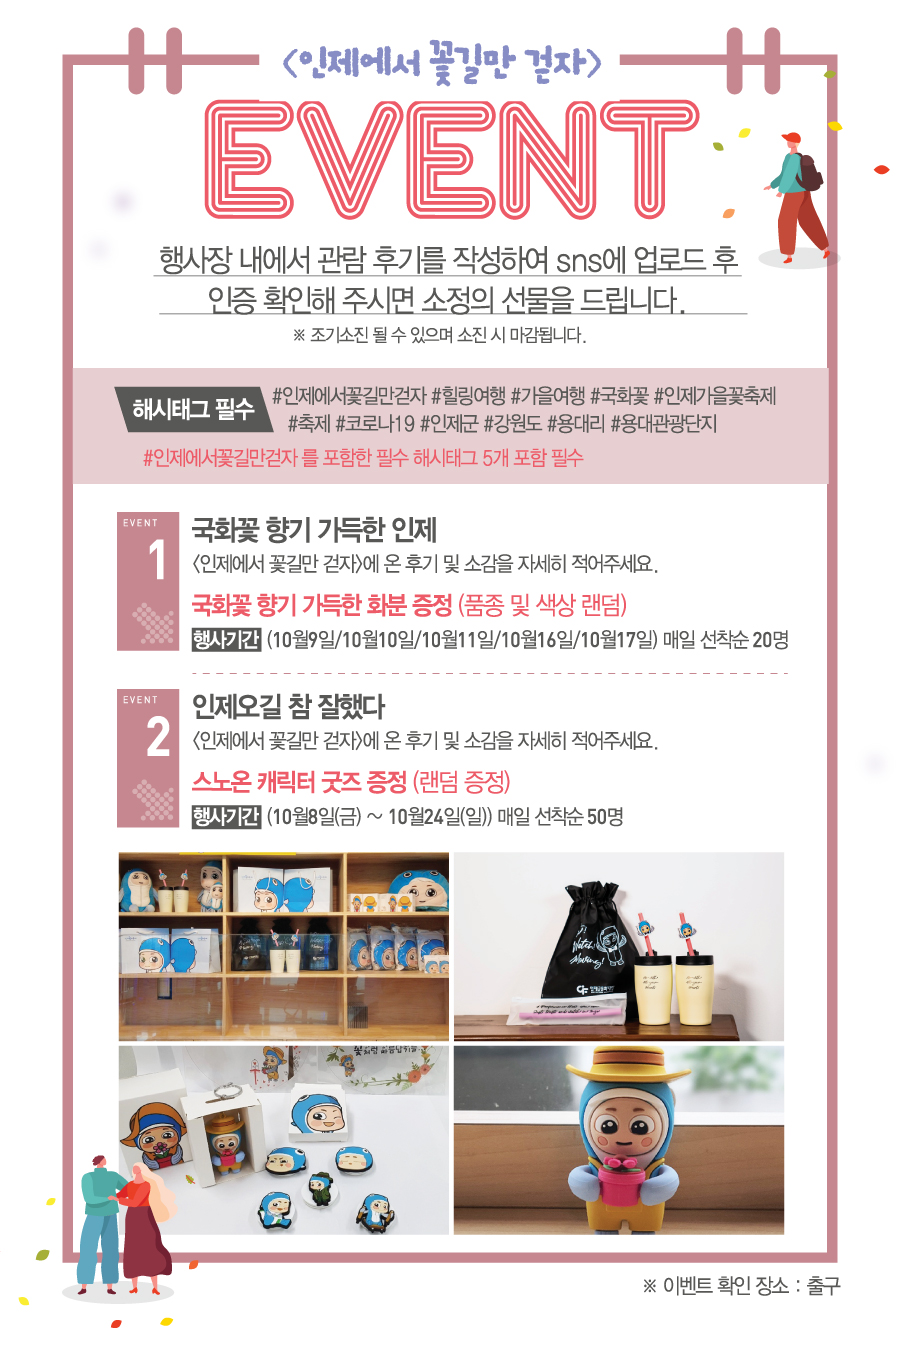 <인제에서 꽃길만 걷자>
EVENT
행사장 내에서 관람 후기를 작성하여 sns에 업로드 후
인증 확인해 주시면 소정의 선물을 드립니다.
※ 조기소진 될 수 있으며 소진 시 마감됩니다.
해시태그 필수
#인제에서꽃길만걷자 #힐링여행 #가을여행 #국화꽃 #인제가을꽃축제
#축제 #코로나19 #인제군 #강원도 #용대리 #용대관광단지
#인제에서꽃길만걷자 를 포함한 필수 해시태그 5개 포함 필수
EVENT
1
국화꽃 향기 가득한 인제
<인제에서 꽃길만 걷자>에 온 후기 및 소감을 자세히 적어주세요.
국화꽃 향기 가득한 화분 증정 (품종 및 색상 랜덤)
행사기간 (10월9일/10월10일/10월11일/10월16일/10월17일) 매일 선착순 20명
EVENT
2
인제오길 참 잘했다
<인제에서 꽃길만 걷자>에 온 후기 및 소감을 자세히 적어주세요.
스노온 캐릭터 굿즈 증정 (랜덤 증정)
행사기간 (10월8일(금) ~ 10월24일(일)) 매일 선착순 50명
Watch!
※ 이벤트 확인 장소 : 출구